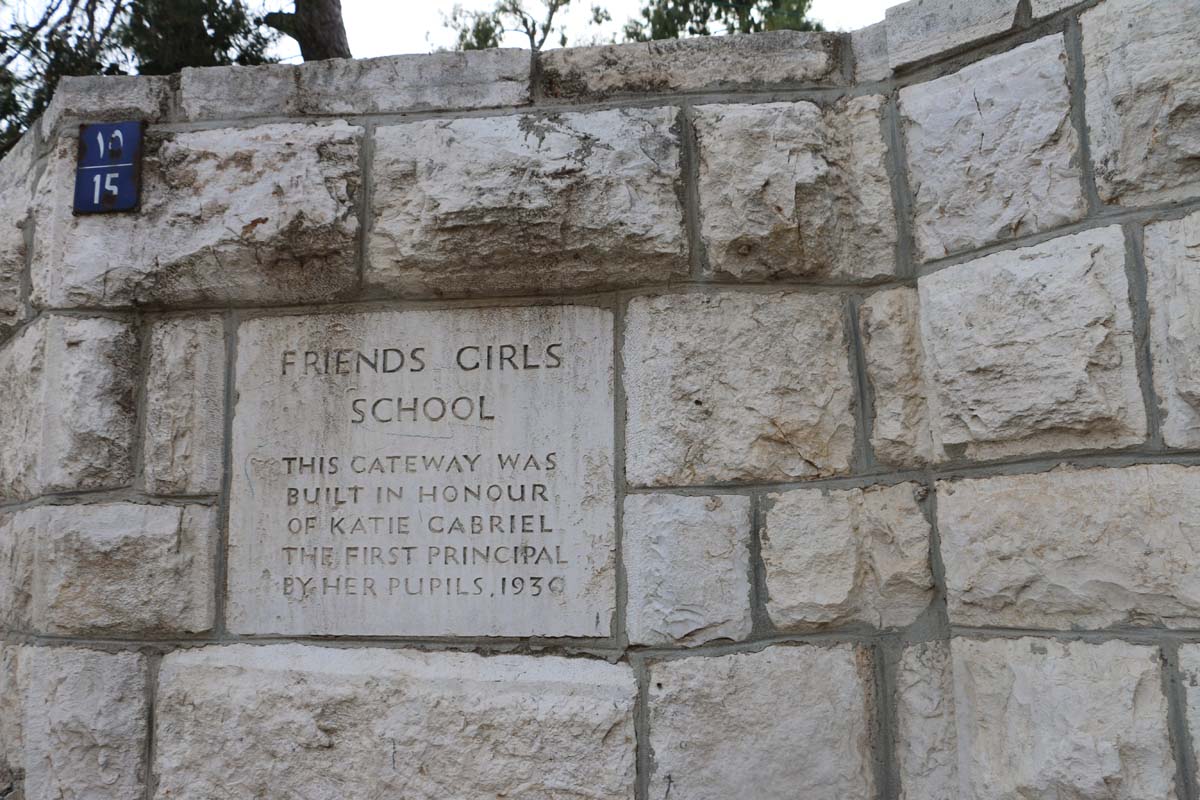 ١٥
15
FRIENDS GIRLS
SCHOOL
THIS GATEWAY WAS
BUILT IN HONOUR
OF KATIE GABRIEL
THE FIRST PRINCIPAL
BY HER PUPILS, 1930